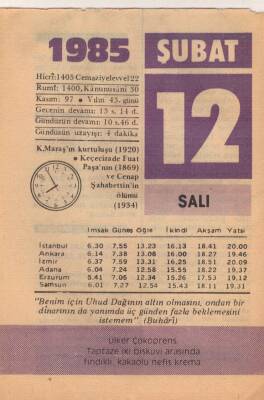 1985 ŞUBAT
Hicrî: 1405 Cemaziyelevvel 22
Rumî: 1400, Kânunusâni 30
Kasım: 97 • Yılın 43. günü
Gecenin devamı: 13 s. 14 d.
Gündüzün devamı: 10 s. 46 d.
Gündüzün uzayışı: 4 dakika
12
K.Maraş'ın kurtuluşu (1920)
• Keçecizade Fuat
Paşa'nın (1869)
ve Cenap
Şahabettin'in
ölümü
(1934)
SALI
İmsak Güneş Öğle İkindi Akşam Yatsı
İstanbul 6.30 7.55 13.23 16.13 18.41 20.00
Ankara 6.14 7.38 13.08 16.00 18.27 19.46
İzmir 6.37 7.59 13.31 16.25 18.51 20.09
Adana 6.04 7.24 12.58 15.55 18.22 19.37
Erzurum 5.41 7.06 12.34 15.26 17.53 19.12
Samsun 6.01 7.27 12.54 15.43 18.11 19.31
"Benim için Uhud Dağının altın olmasını, ondan bir
dînarının da yanımda üç günden fazla beklemesini
istemem". (Buhârî)
Ülker Çokoprens
Taptaze iki bisküvi arasında
fındıklı, kakaolu nefis krema